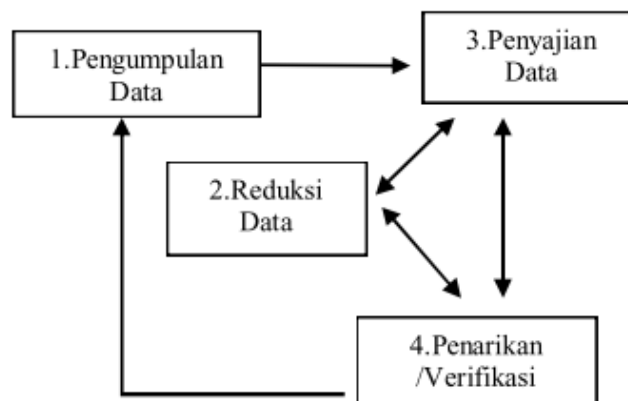 1.Pengumpulan
Data
3.Penyajian
Data
2.Reduksi
Data
4.Penarikan
/Verifikasi